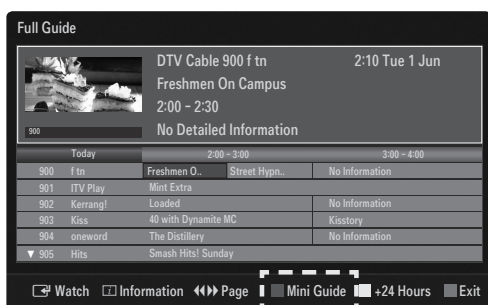 Full Guide
DTV Cable 900 f tn 2:10 Tue 1 Jun
Freshmen On Campus
2:00 - 2:30
No Detailed Information
900
Today 2:00 - 3:00 3:00 - 4:00
900 f tn Freshmen O.. Street Hypn.. No Information
901 ITV Play Mint Extra
902 Kerrang! Loaded No Information
903 Kiss 40 with Dynamite MC Kisstory
904 oneword The Distillery No Information
▼ 905 Hits Smash Hits! Sunday
Watch i Information Page Mini Guide +24 Hours Exit